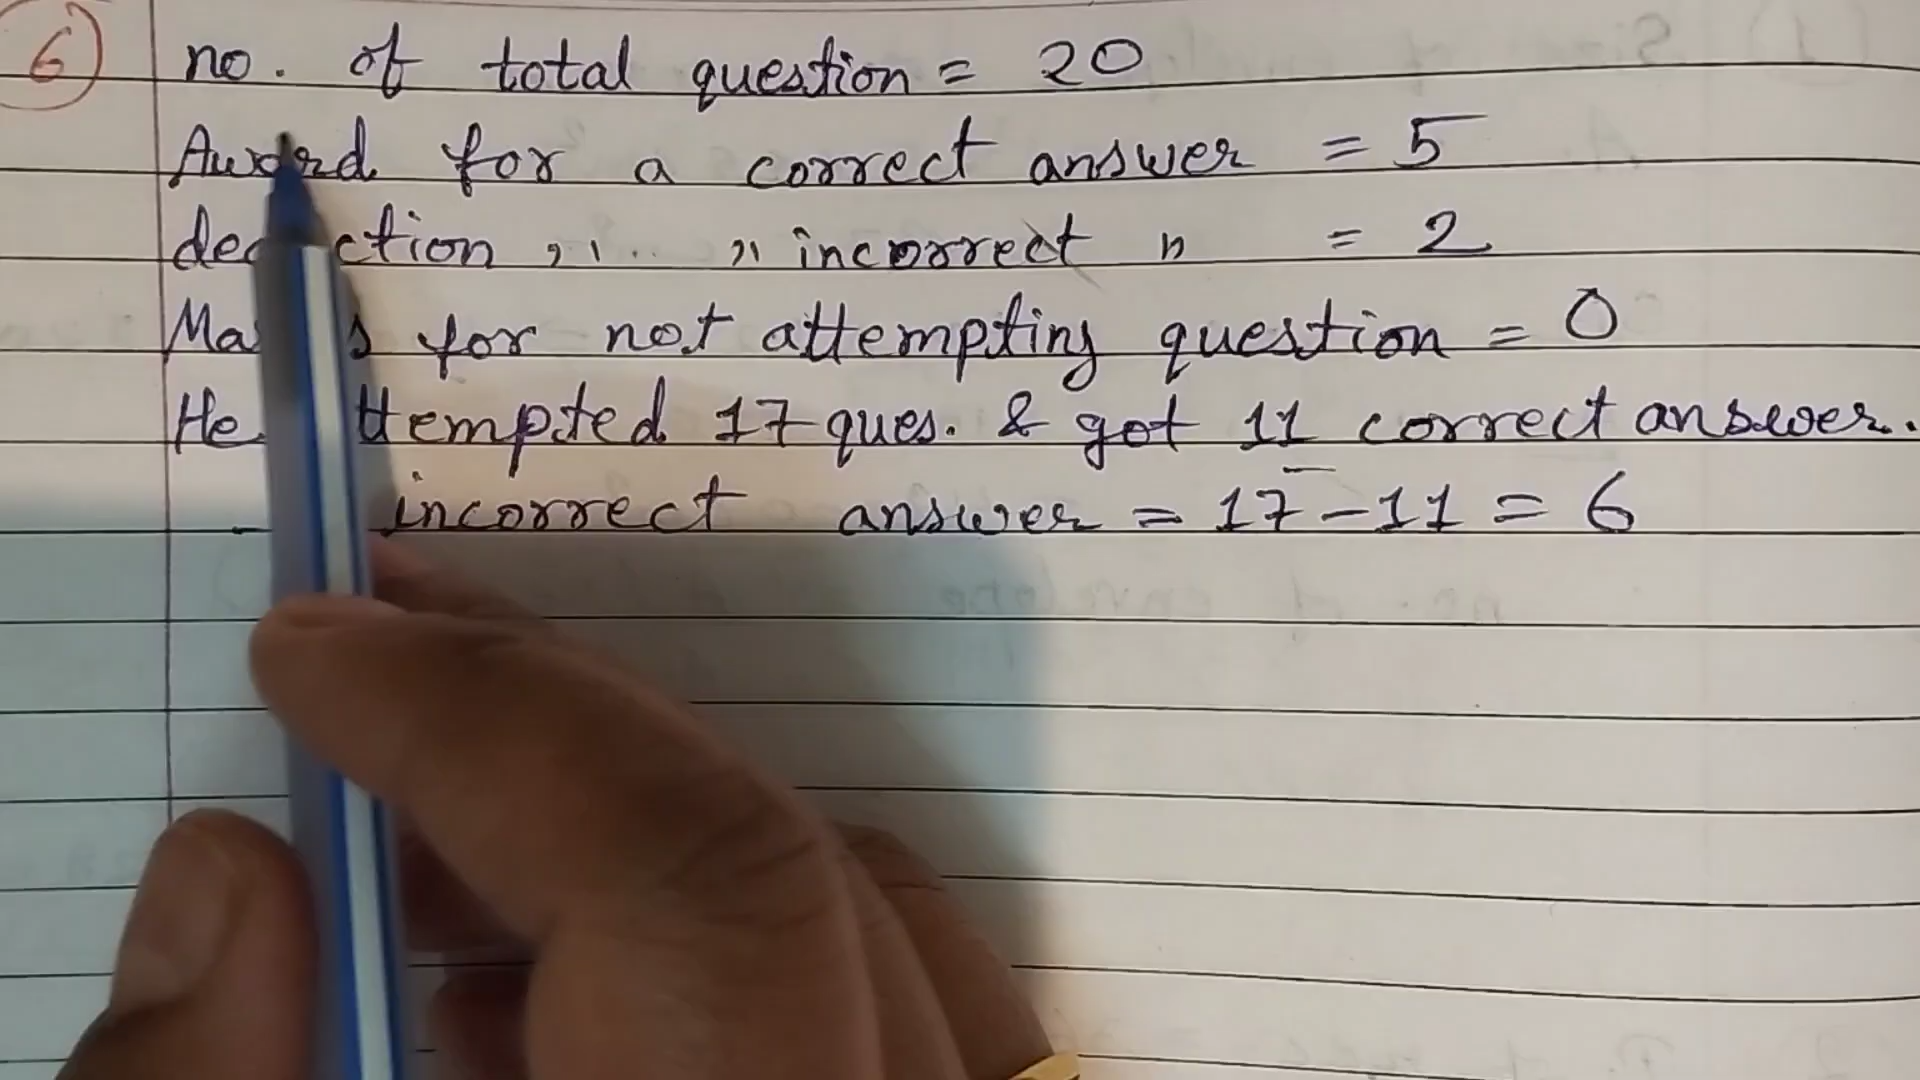 6 no. of total question = 20
Award for a correct answer = 5
ction ,, .. ,, incorrect " = 2
for not attempting question = 0
He ttempted 17 ques. & got 11 correct answer.
incorrect answer = 17 - 11 = 6